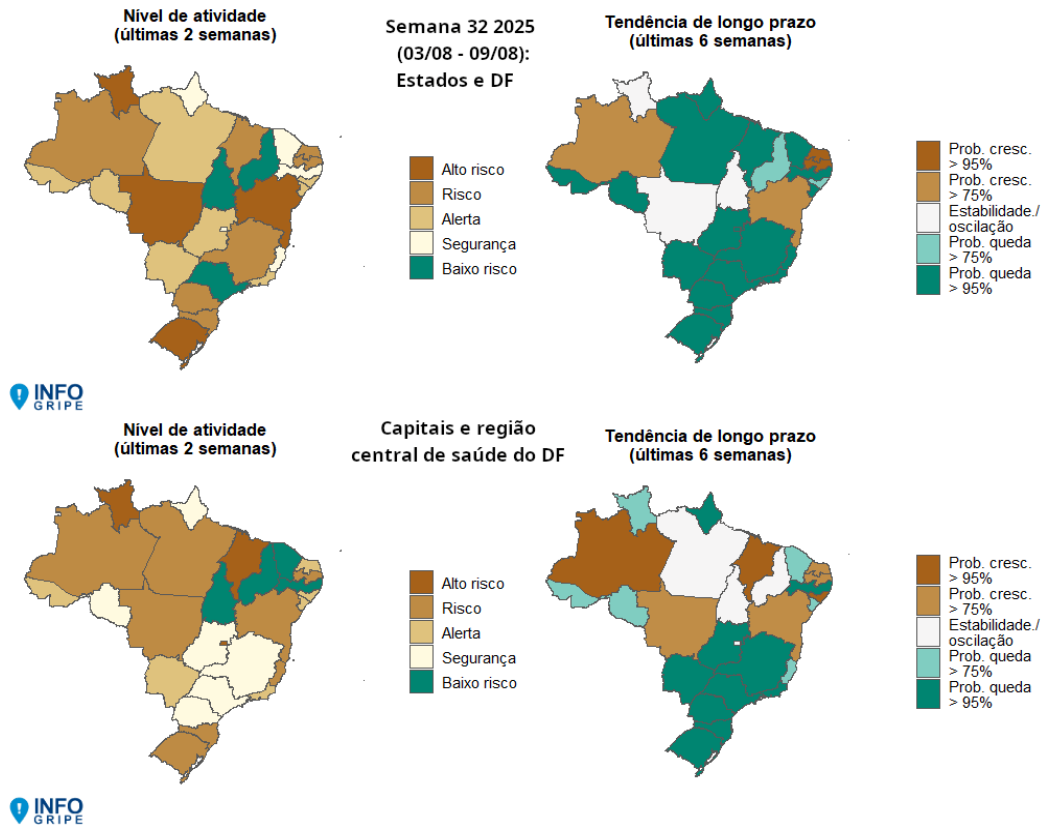 Nível de atividade
(últimas 2 semanas)
Semana 32 2025
(03/08 - 09/08):
Estados e DF
Tendência de longo prazo
(últimas 6 semanas)
Alto risco
Risco
Alerta
Segurança
Baixo risco
Prob. cresc.
> 95%
Prob. cresc.
> 75%
Estabilidade./
oscilação
Prob. queda
> 75%
Prob. queda
> 95%
INFO
GRIPE
Nível de atividade
(últimas 2 semanas)
Capitais e região
central de saúde do DF
Tendência de longo prazo
(últimas 6 semanas)
Alto risco
Risco
Alerta
Segurança
Baixo risco
Prob. cresc.
> 95%
Prob. cresc.
> 75%
Estabilidade./
oscilação
Prob. queda
> 75%
Prob. queda
> 95%
INFO
GRIPE